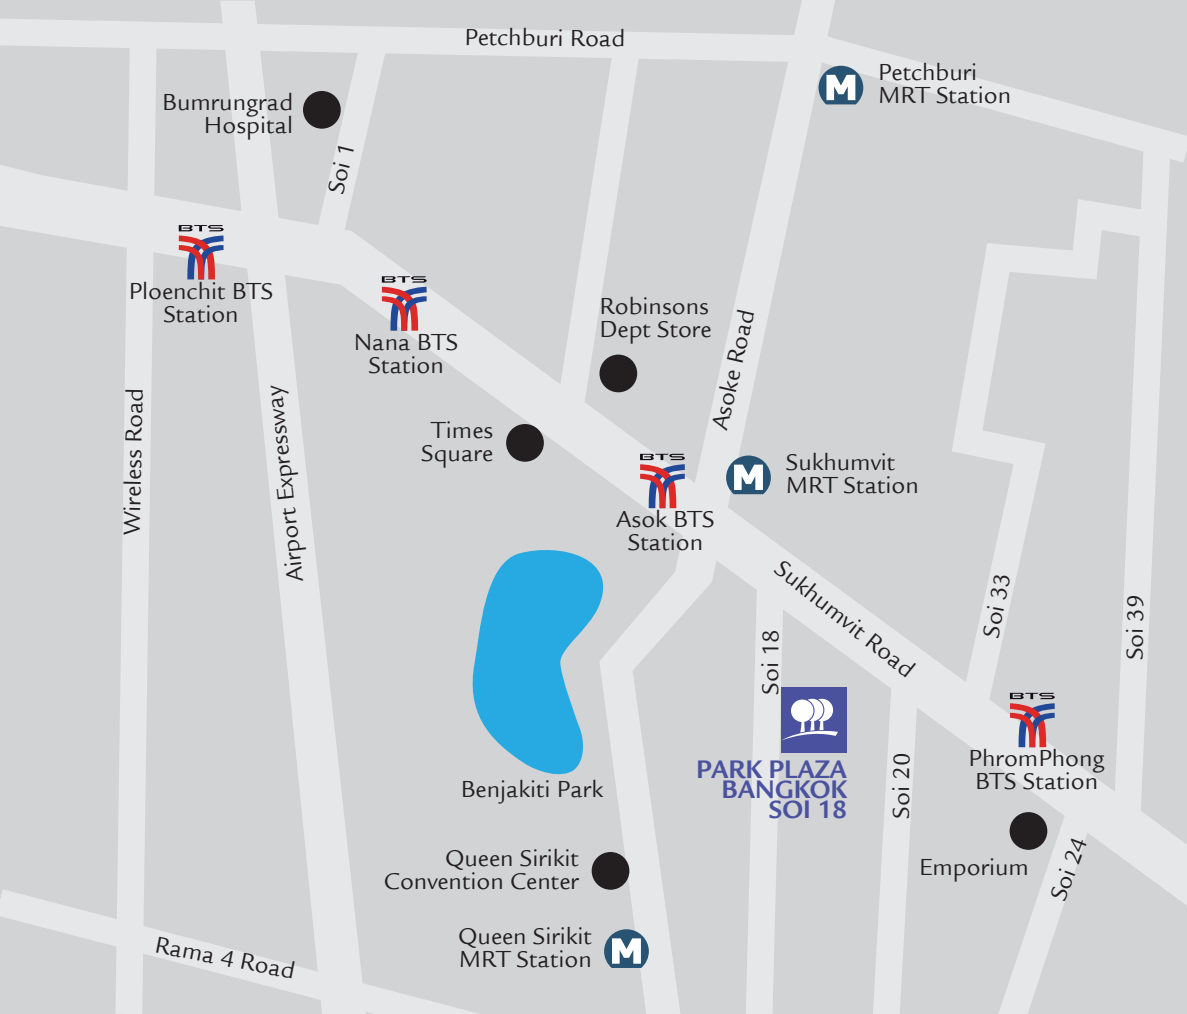 Petchburi Road
Petchburi
MRT Station
Bumrungrad
Hospital
Soi 1
BTS
Ploenchit BTS
Station
BTS
Nana BTS
Station
Robinsons
Dept Store
Asoke Road
Wireless Road
Airport Expressway
Times
Square
BTS
Asok BTS
Station
Sukhumvit
MRT Station
Sukhumvit Road
Soi 33
Soi 39
Soi 18
BTS
PhromPhong
BTS Station
PARK PLAZA
BANGKOK
SOI 18
Soi 20
Benjakiti Park
Emporium
Soi 24
Queen Sirikit
Convention Center
Queen Sirikit
MRT Station
Rama 4 Road